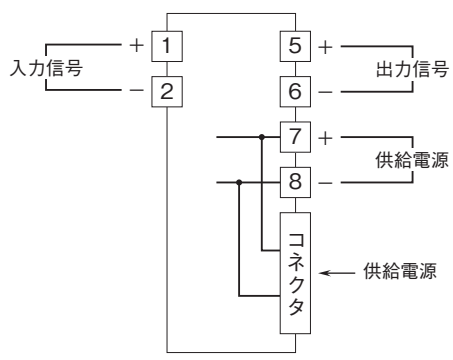 入力信号
+ 1
− 2
5 +
6 −
出力信号
7 +
8 −
供給電源
コネクタ
供給電源